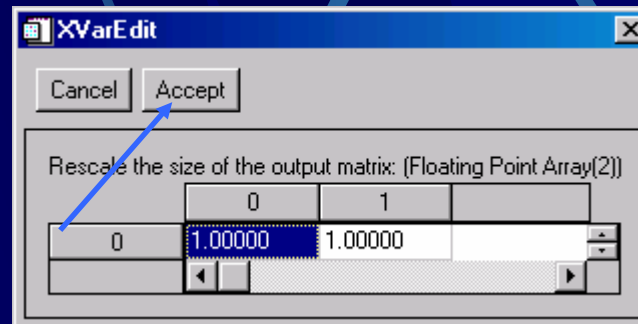 XVarEdit
Cancel Accept
Rescale the size of the output matrix: (Floating Point Array(2))
0 1
0 1.00000 1.00000